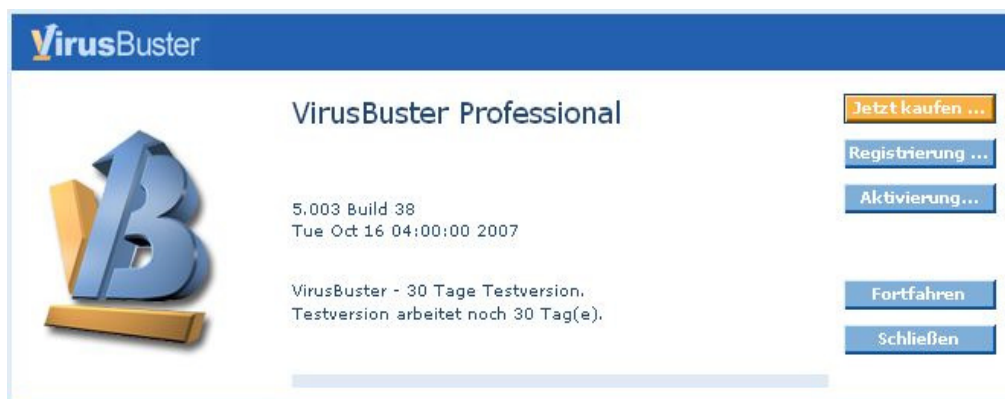 VirusBuster
VirusBuster Professional
Jetzt kaufen ...
Registrierung ...
Aktivierung...
5.003 Build 38
Tue Oct 16 04:00:00 2007
VirusBuster - 30 Tage Testversion.
Testversion arbeitet noch 30 Tag(e).
Fortfahren
Schließen
VB